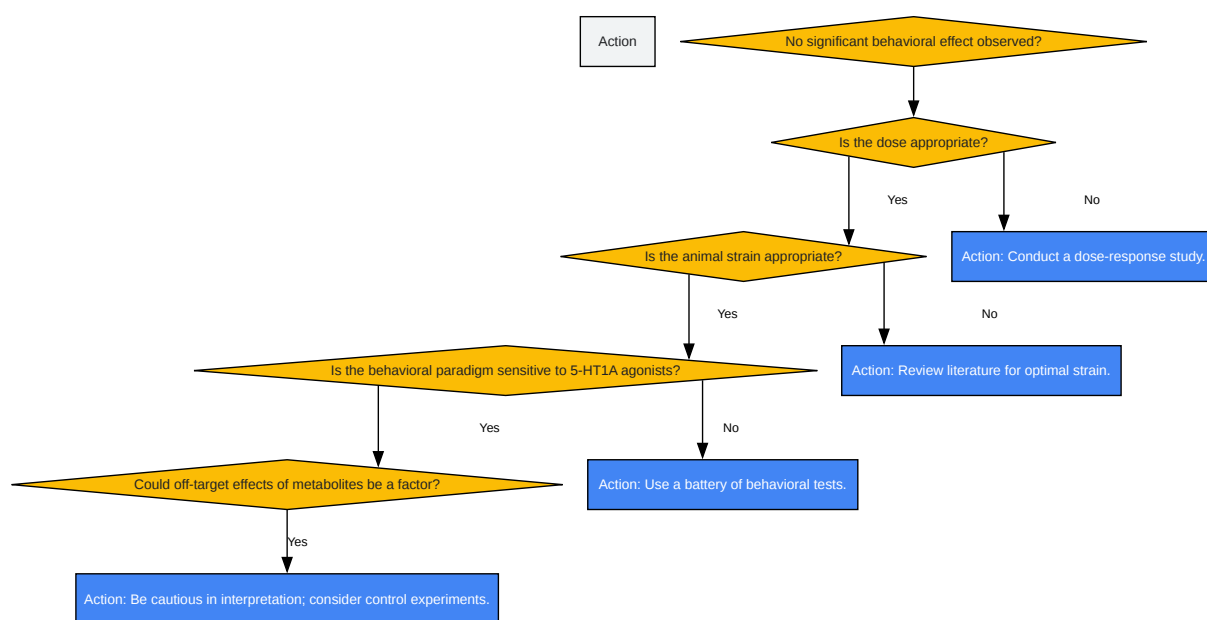 Action
No significant behavioral effect observed?
Is the dose appropriate?
Yes
No
Is the animal strain appropriate?
Action: Conduct a dose-response study.
Yes
No
Is the behavioral paradigm sensitive to 5-HT1A agonists?
Action: Review literature for optimal strain.
Yes
No
Could off-target effects of metabolites be a factor?
Action: Use a battery of behavioral tests.
Yes
Action: Be cautious in interpretation; consider control experiments.